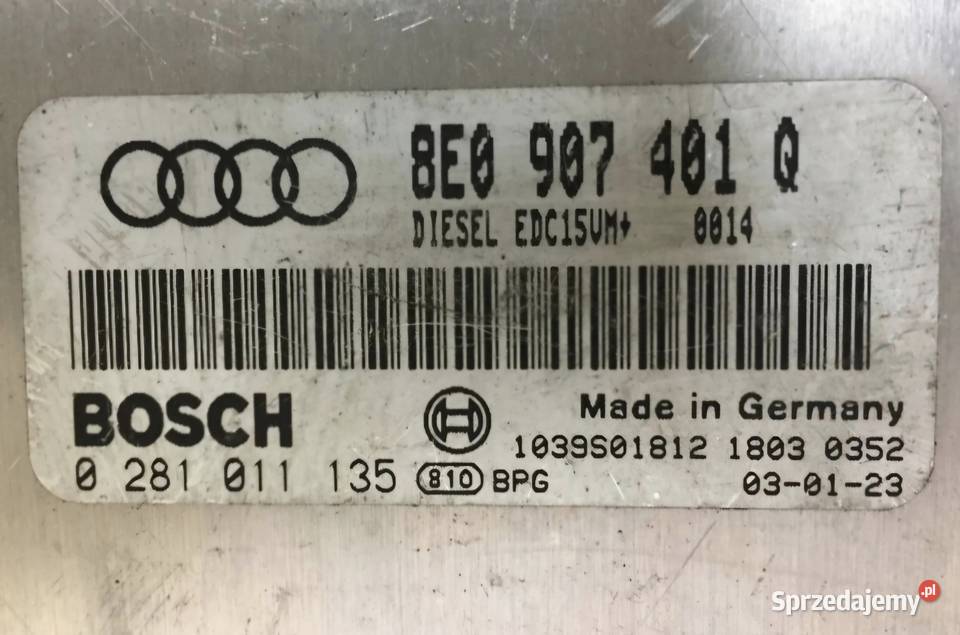 8E0 907 401 Q
DIESEL EDC15VM+ 0014
BOSCH
Made in Germany
1039S01812 1803 0352
0 281 011 135 810 BPG 03-01-23
Sprzedajemy.pl